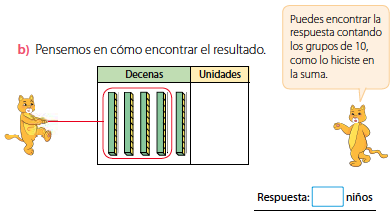 Puedes encontrar la
respuesta contando
los grupos de 10,
como lo hiciste en
la suma.
b) Pensemos en cómo encontrar el resultado.
Decenas Unidades
Respuesta: niños